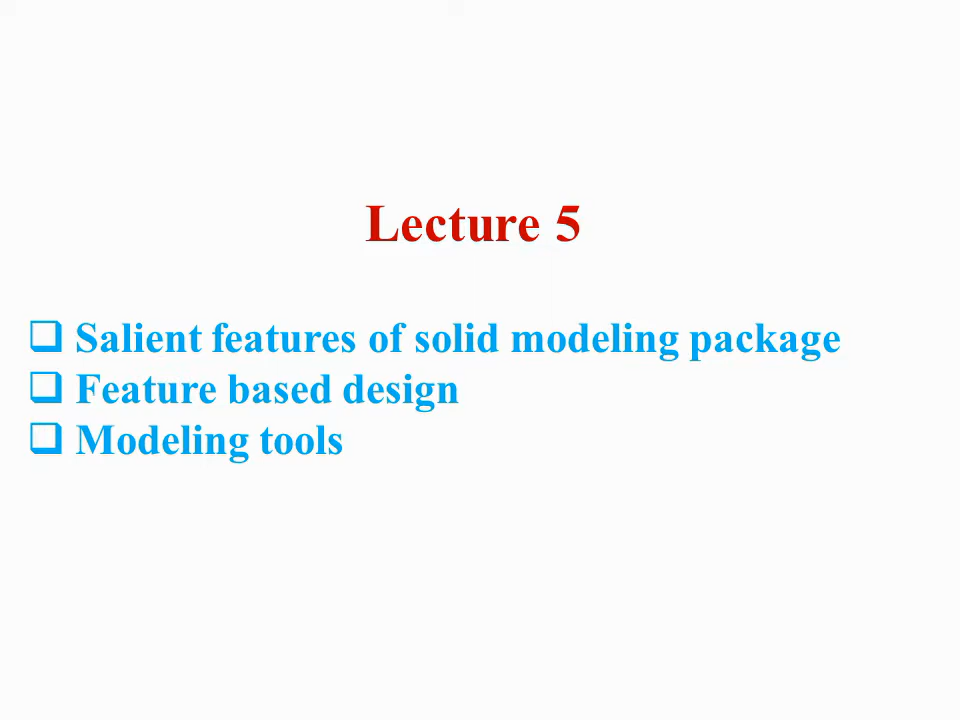 Lecture 5
❑ Salient features of solid modeling package
❑ Feature based design
❑ Modeling tools